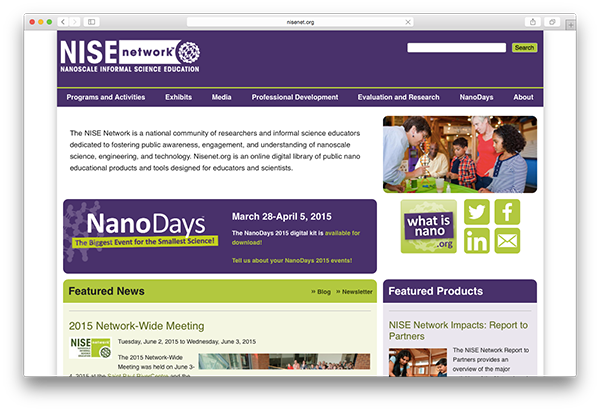 nisenet.org
NISE network™
NANOSCALE INFORMAL SCIENCE EDUCATION
Search
Programs and Activities Exhibits Media Professional Development Evaluation and Research NanoDays About
The NISE Network is a national community of researchers and informal science educators
dedicated to fostering public awareness, engagement, and understanding of nanoscale
science, engineering, and technology. Nisenet.org is an online digital library of public nano
educational products and tools designed for educators and scientists.
NanoDays
The Biggest Event for the Smallest Science!
March 28-April 5, 2015
The NanoDays 2015 digital kit is available for
download!
Tell us about your NanoDays 2015 events!
what is
nano
.org
Featured News
» Blog » Newsletter
2015 Network-Wide Meeting
NISE
network
Tuesday, June 2, 2015 to Wednesday, June 3, 2015
The 2015 Network-Wide
Meeting was held on June 3-
4, 2015 at the Saint Paul RiverCentre and the
Featured Products
NISE Network Impacts: Report to
Partners
The NISE Network Report to
Partners provides an
overview of the major